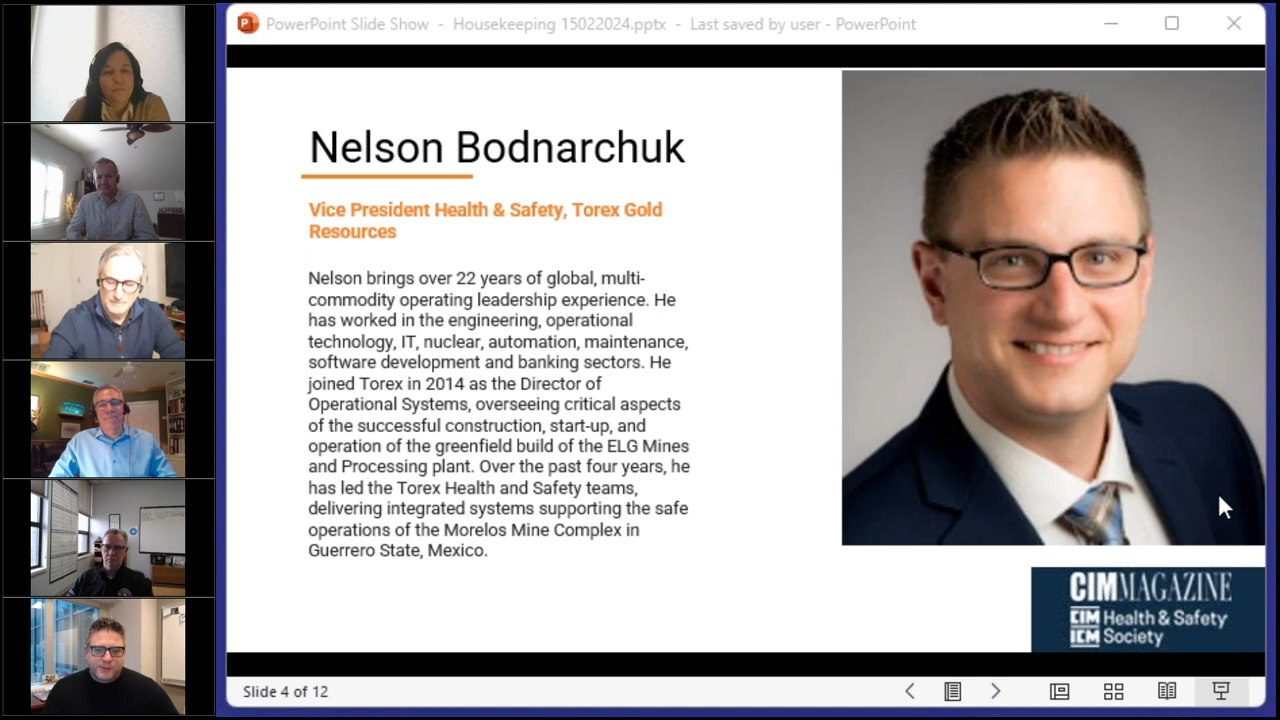 PowerPoint Slide Show - Housekeeping 15022024.pptx - Last saved by user - PowerPoint
Nelson Bodnarchuk
Vice President Health & Safety, Torex Gold
Resources
Nelson brings over 22 years of global, multi-
commodity operating leadership experience. He
has worked in the engineering, operational
technology, IT, nuclear, automation, maintenance,
software development and banking sectors. He
joined Torex in 2014 as the Director of
Operational Systems, overseeing critical aspects
of the successful construction, start-up, and
operation of the greenfield build of the ELG Mines
and Processing plant. Over the past four years, he
has led the Torex Health and Safety teams,
delivering integrated systems supporting the safe
operations of the Morelos Mine Complex in
Guerrero State, Mexico.
CIM MAGAZINE
CIM Health & Safety
ICM Society
Slide 4 of 12